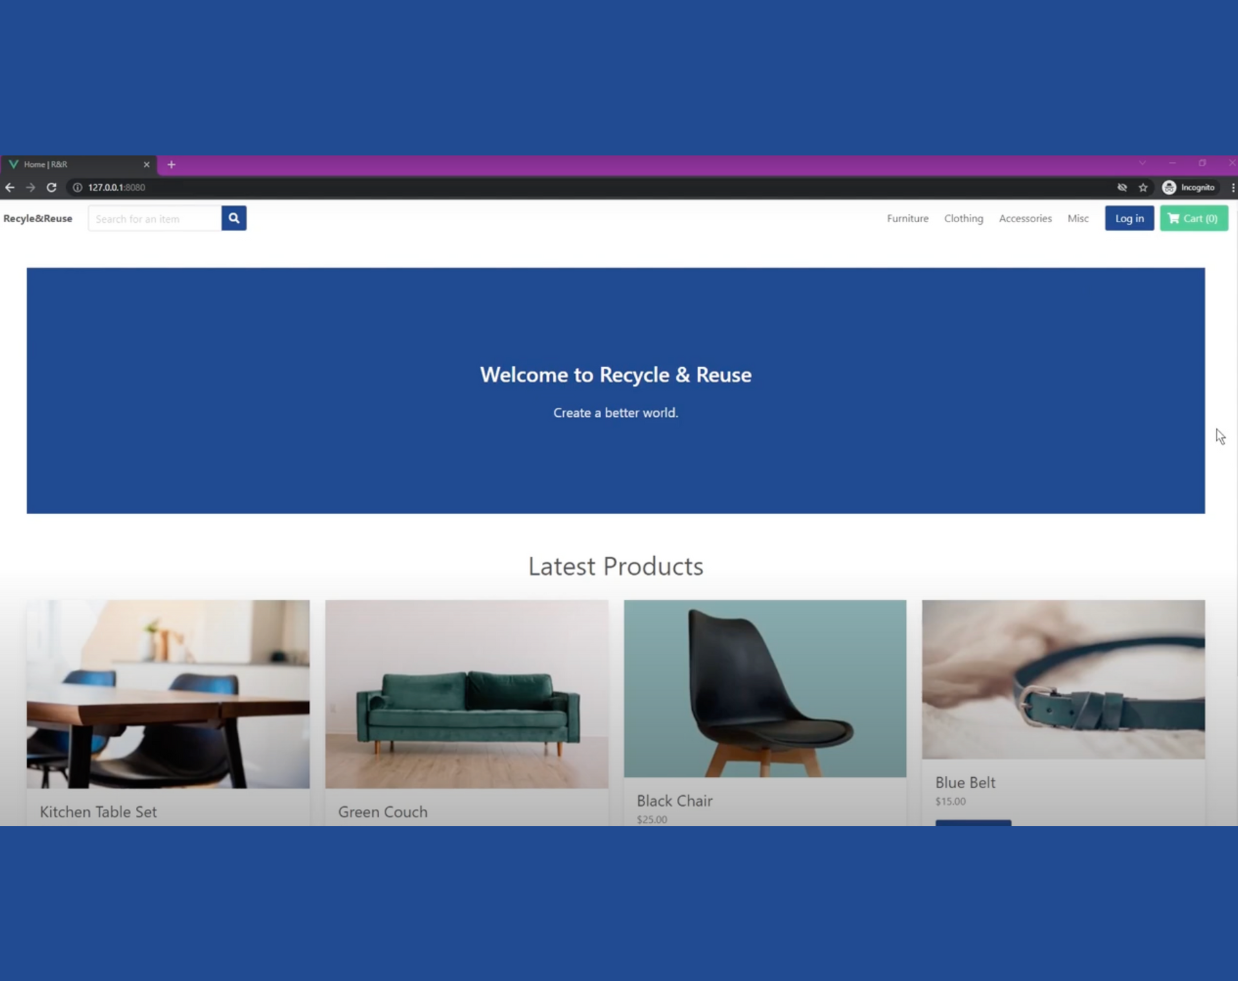 Home | R&R
127.0.0.1:8080
Incognito
Recyle&Reuse
Search for an item
Furniture
Clothing
Accessories
Misc
Log in
Cart (0)
Welcome to Recycle & Reuse
Create a better world.
Latest Products
Kitchen Table Set
Green Couch
Black Chair
$25.00
Blue Belt
$15.00